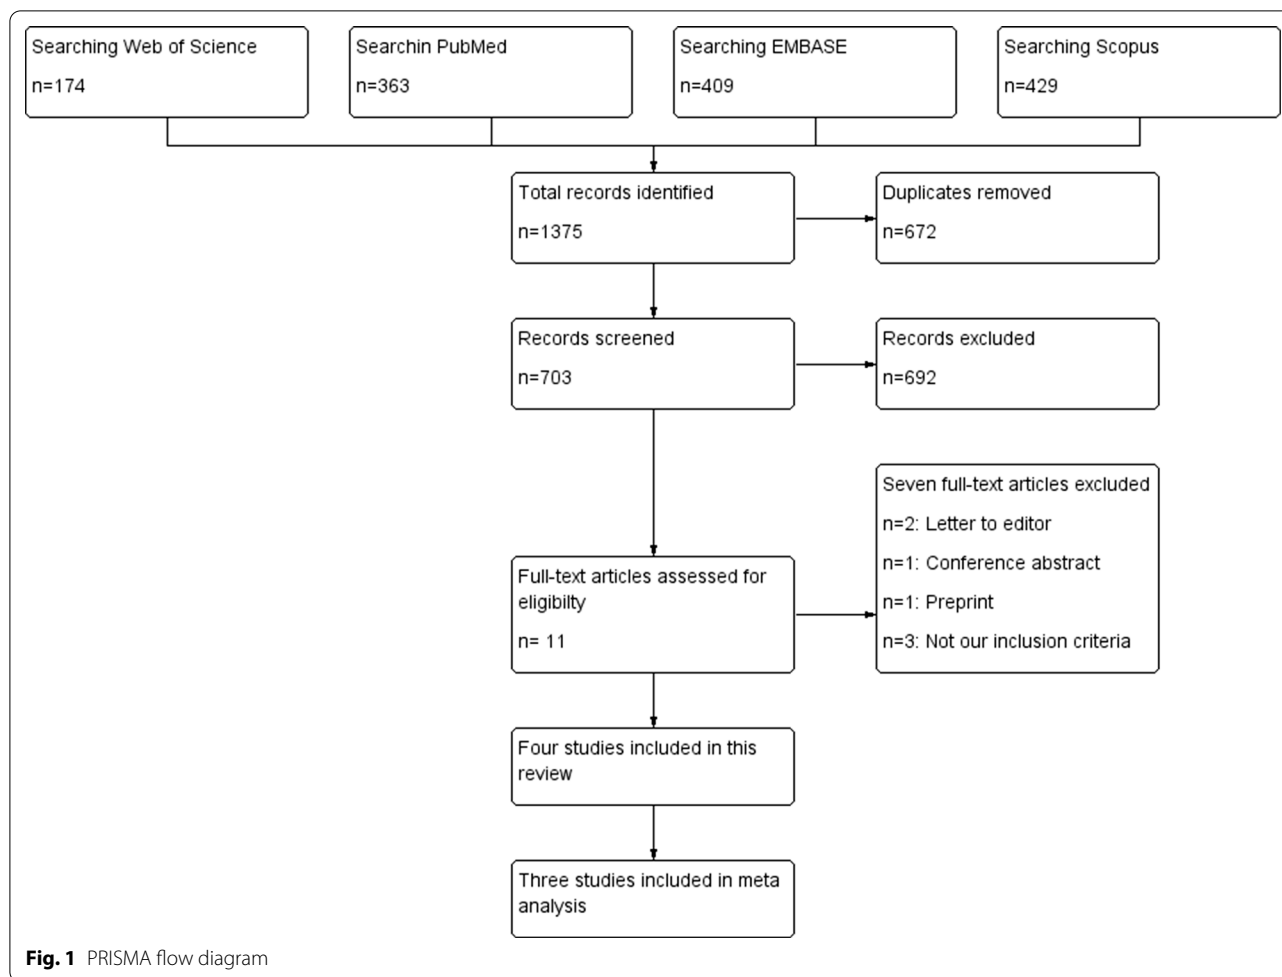 Searching Web of Science
n=174
Searchin PubMed
n=363
Searching EMBASE
n=409
Searching Scopus
n=429
Total records identified
n=1375
Duplicates removed
n=672
Records screened
n=703
Records excluded
n=692
Full-text articles assessed for
eligibilty
n= 11
Seven full-text articles excluded
n=2: Letter to editor
n=1: Conference abstract
n=1: Preprint
n=3: Not our inclusion criteria
Four studies included in this
review
Three studies included in meta
analysis
Fig. 1 PRISMA flow diagram